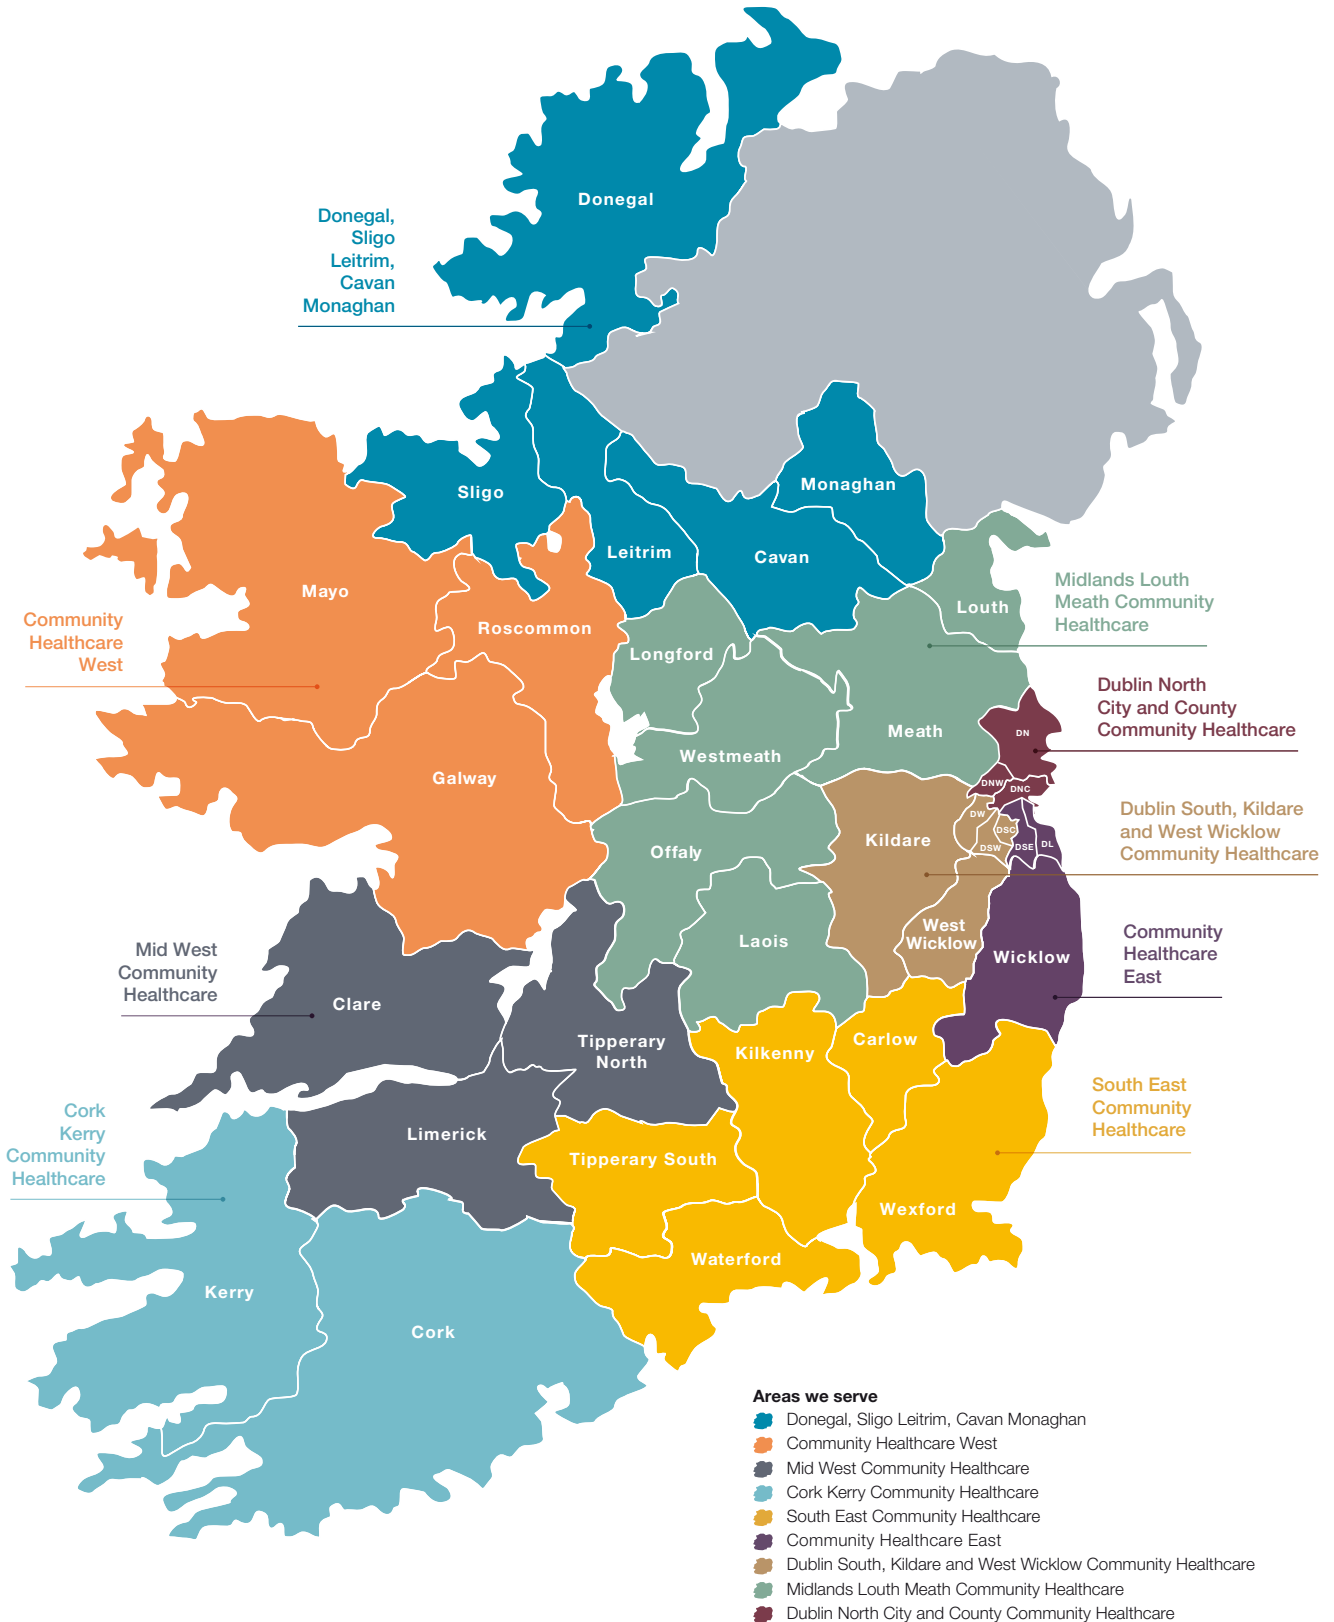 Donegal
Donegal,
Sligo
Leitrim,
Cavan
Monaghan
Monaghan
Sligo
Leitrim
Cavan
Mayo
Roscommon
Louth
Midlands Louth
Meath Community
Healthcare
Community
Healthcare
West
Longford
Dublin North
City and County
Community Healthcare
Meath
DN
Westmeath
Galway
DNW
DNC
Dublin South, Kildare
and West Wicklow
Community Healthcare
DW
DSC
Kildare
DSW
DSE
DL
Offaly
Laois
West
Wicklow
Wicklow
Community
Healthcare
East
Mid West
Community
Healthcare
Clare
Tipperary
North
Kilkenny
Carlow
South East
Community
Healthcare
Cork
Kerry
Community
Healthcare
Limerick
Tipperary South
Wexford
Waterford
Kerry
Cork
Areas we serve
Donegal, Sligo Leitrim, Cavan Monaghan
Community Healthcare West
Mid West Community Healthcare
Cork Kerry Community Healthcare
South East Community Healthcare
Community Healthcare East
Dublin South, Kildare and West Wicklow Community Healthcare
Midlands Louth Meath Community Healthcare
Dublin North City and County Community Healthcare